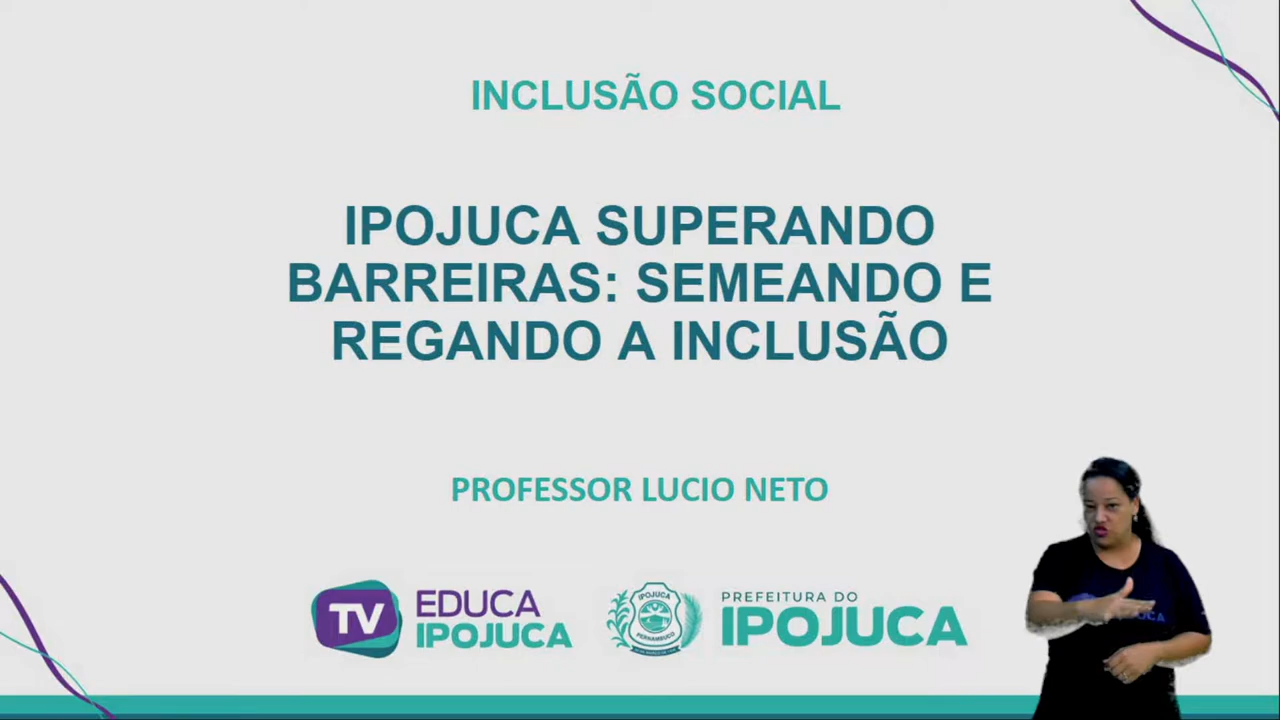 INCLUSÃO SOCIAL
IPOJUCA SUPERANDO
BARREIRAS: SEMEANDO E
REGANDO A INCLUSÃO
PROFESSOR LUCIO NETO
TV EDUCA
IPOJUCA
IPOJUCA
PERNAMBUCO
PREFEITURA DO
IPOJUCA